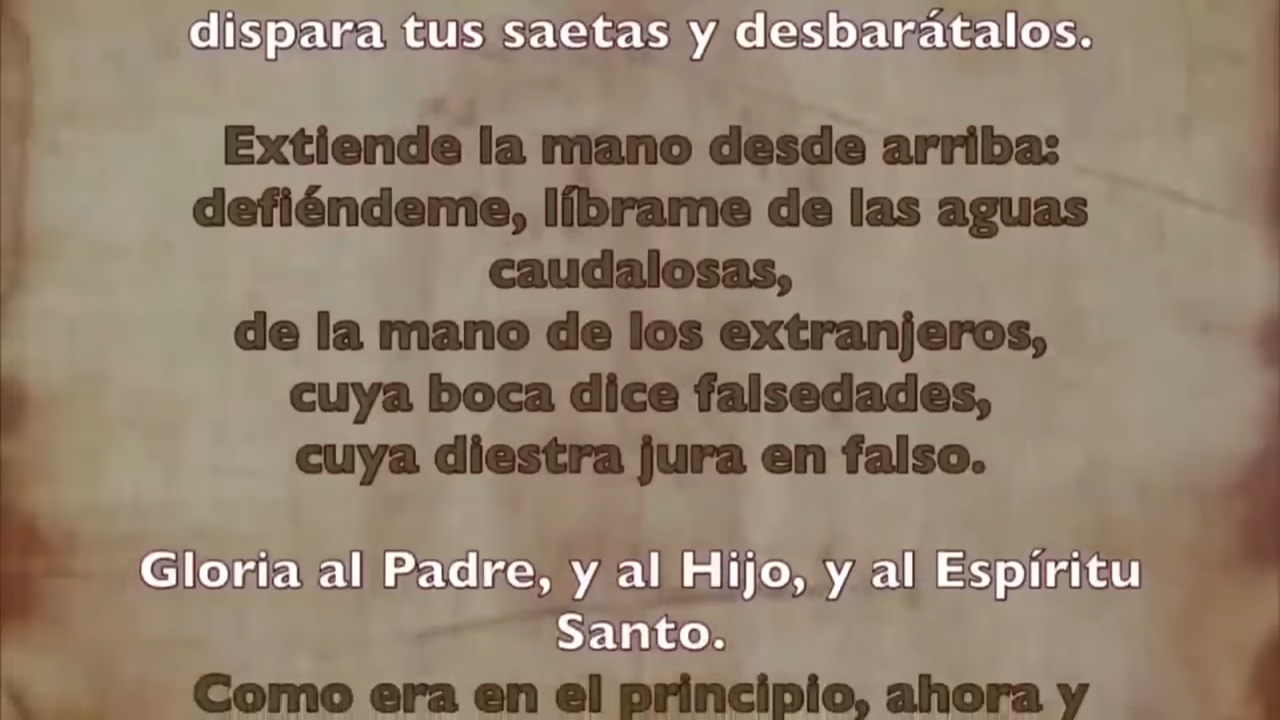 dispara tus saetas y desbarátalos.
Extiende la mano desde arriba:
defiéndeme, líbrame de las aguas
caudalosas,
de la mano de los extranjeros,
cuya boca dice falsedades,
cuya diestra jura en falso.
Gloria al Padre, y al Hijo, y al Espíritu
Santo.
Como era en el principio, ahora y